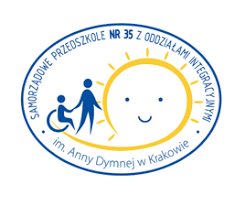 SAMORZĄDOWE PRZEDSZKOLE NR 35 Z ODDZIAŁAMI INTEGRACYJNYMI
im. Anny Dymnej w Krakowie